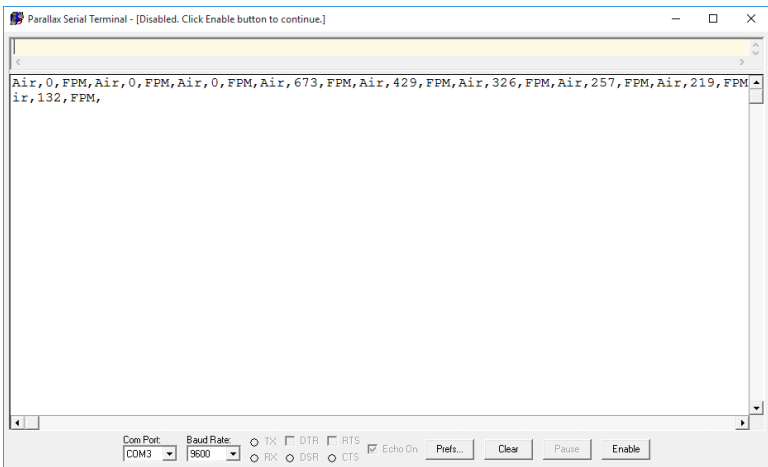 Parallax Serial Terminal - [Disabled. Click Enable button to continue.]
Air,0,FPM,Air,0,FPM,Air,0,FPM,Air,673,FPM,Air,429,FPM,Air,326,FPM,Air,257,FPM,Air,219,FPM
ir,132,FPM,
Com Port: Baud Rate: TX DTR RTS
COM3 9600 RX DSR CTS Echo On Prefs... Clear Pause Enable